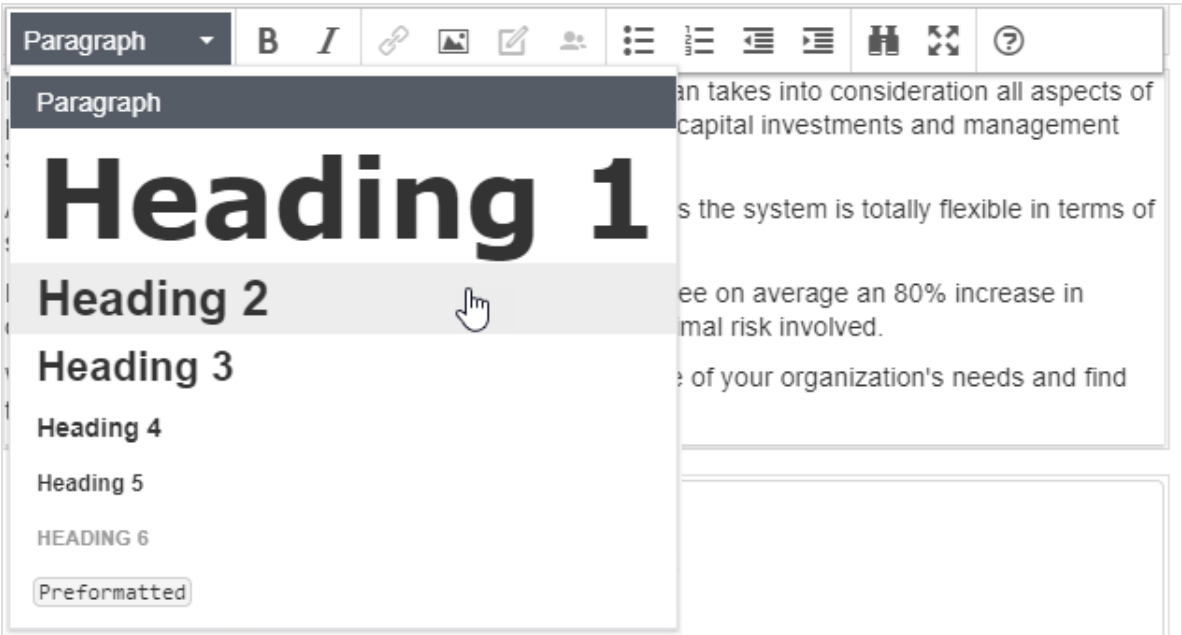 Paragraph B I
Paragraph
an takes into consideration all aspects of
capital investments and management
Heading 1
s the system is totally flexible in terms of
Heading 2
ee on average an 80% increase in
mal risk involved.
Heading 3
e of your organization's needs and find
Heading 4
Heading 5
HEADING 6
Preformatted